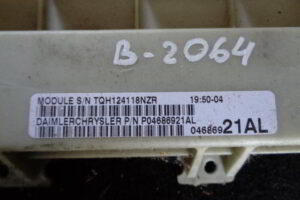 B-2064
MODULE S/N TQH124118NZR 19:50-04
DAIMLERCHRYSLER P/N P04686921AL
04686921AL